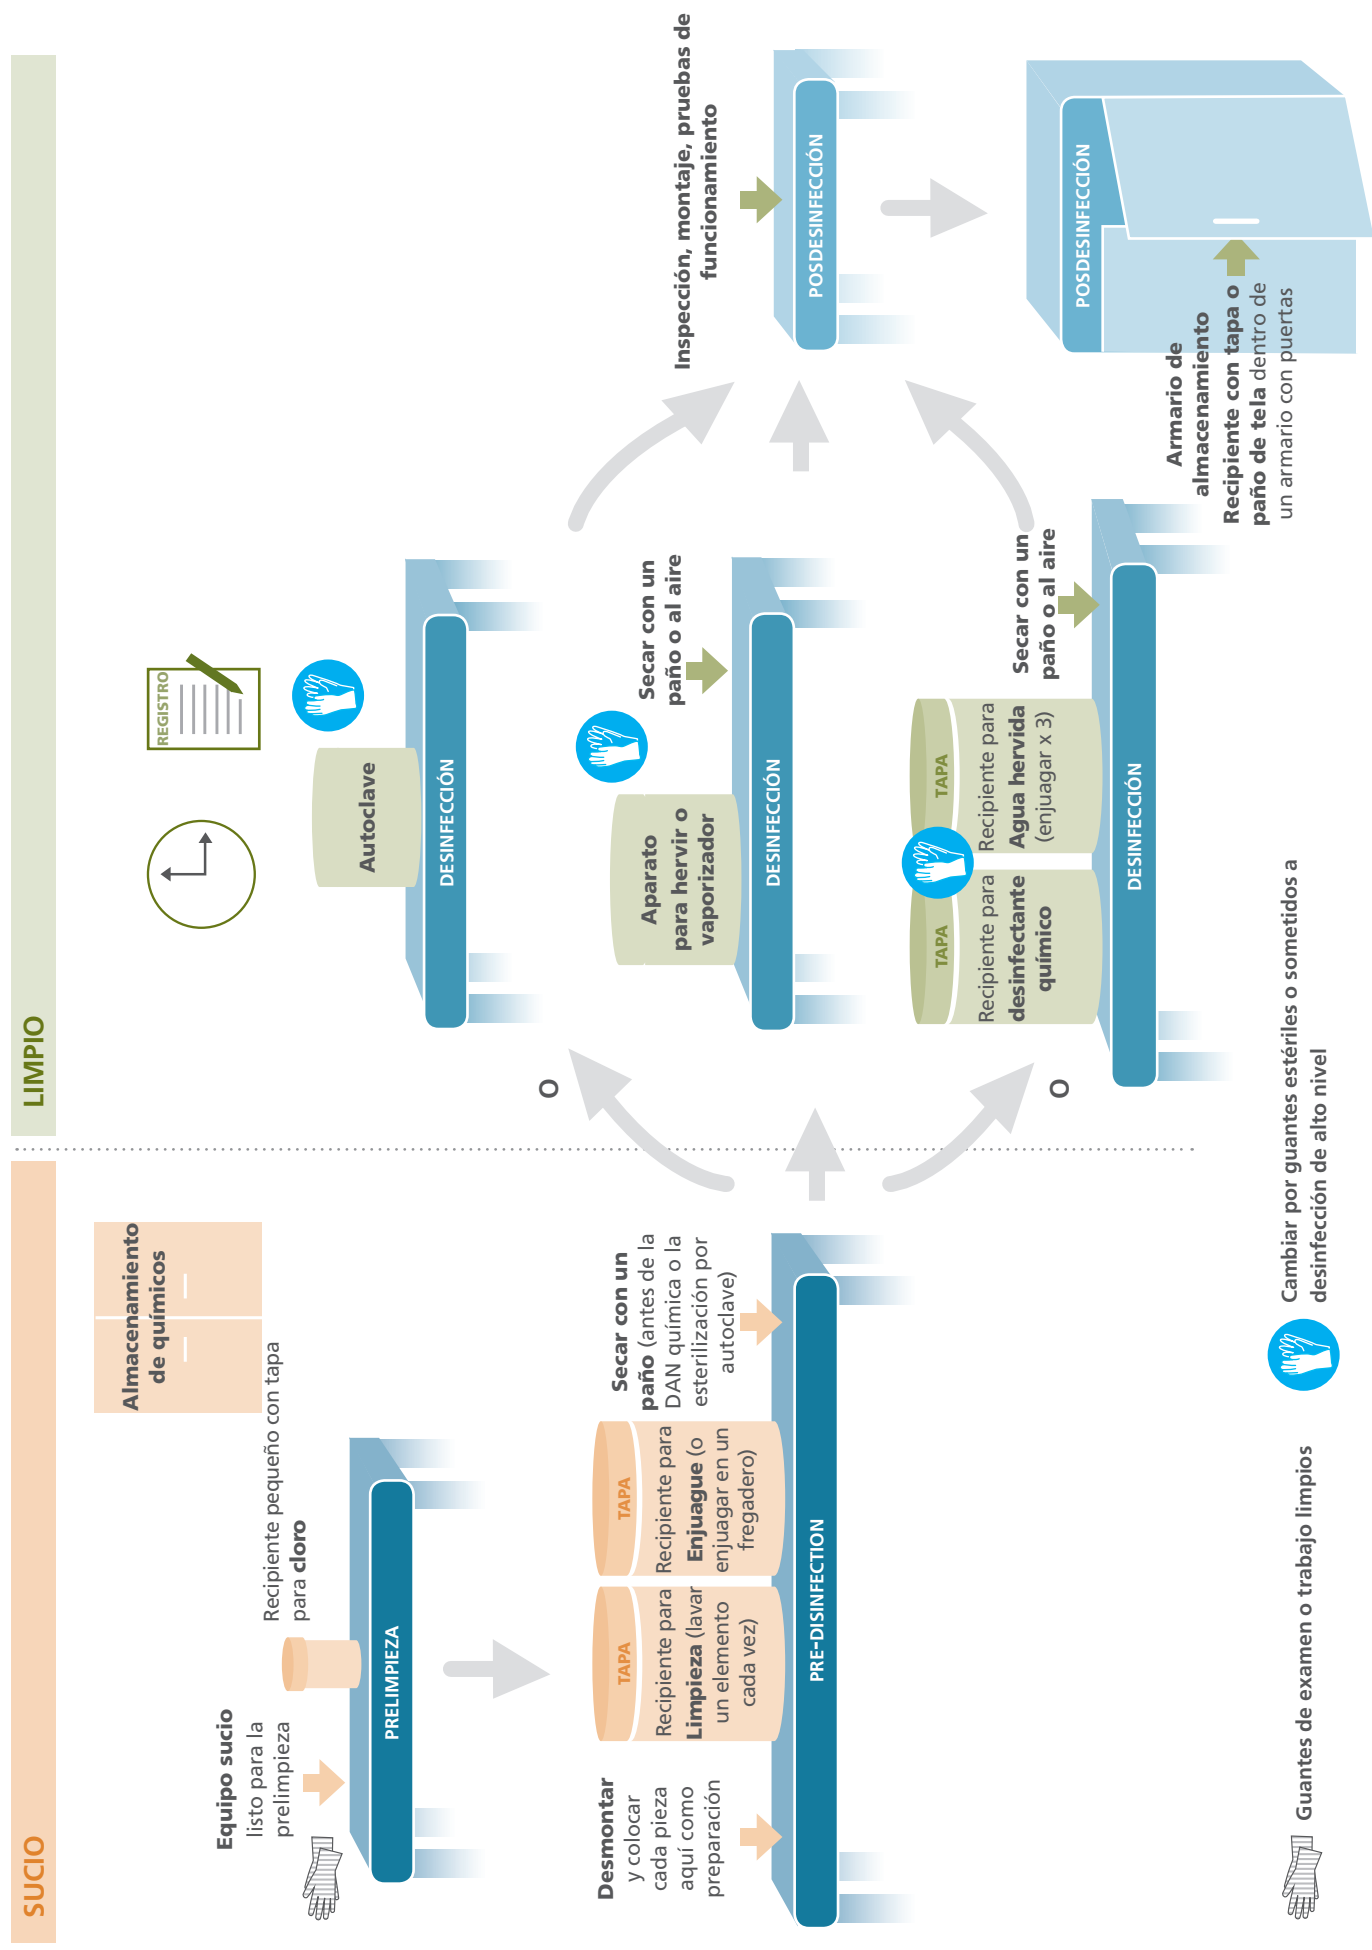 SUCIO
Equipo sucio
listo para la
prelimpieza
Recipiente pequeño con tapa
para cloro
Almacenamiento
de químicos
PRELIMPIEZA
Desmontar
y colocar
cada pieza
aquí como
preparación
TAPA
Recipiente para
Limpieza (lavar
un elemento
cada vez)
TAPA
Recipiente para
Enjuague (o
enjuagar en un
fregadero)
Secar con un
paño (antes de la
DAN química o la
esterilización por
autoclave)
PRE-DISINFECTION
LIMPIO
REGISTRO
Autoclave
DESINFECCIÓN
O
Aparato
para hervir o
vaporizador
Secar con un
paño o al aire
DESINFECCIÓN
O
TAPA
Recipiente para
desinfectante
químico
TAPA
Recipiente para
Agua hervida
(enjuagar x 3)
Secar con un
paño o al aire
DESINFECCIÓN
Inspección, montaje, pruebas de
funcionamiento
POSDESINFECCIÓN
POSDESINFECCIÓN
Armario de
almacenamiento
Recipiente con tapa o
paño de tela dentro de
un armario con puertas
Guantes de examen o trabajo limpios
Cambiar por guantes estériles o sometidos a
desinfección de alto nivel